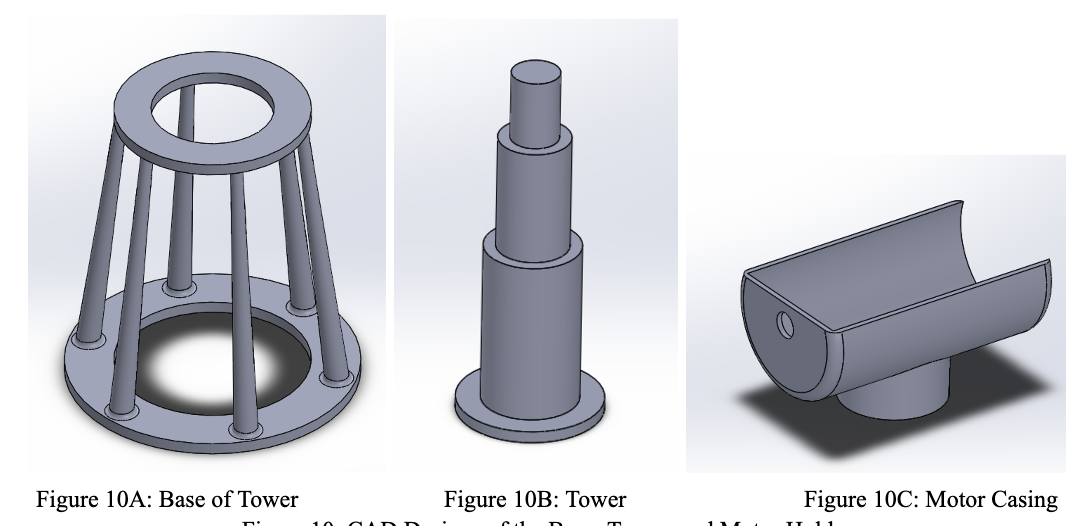 Figure 10A: Base of Tower Figure 10B: Tower Figure 10C: Motor Casing
Figure 10: CAD Designs of the Base, Tower, and Motor